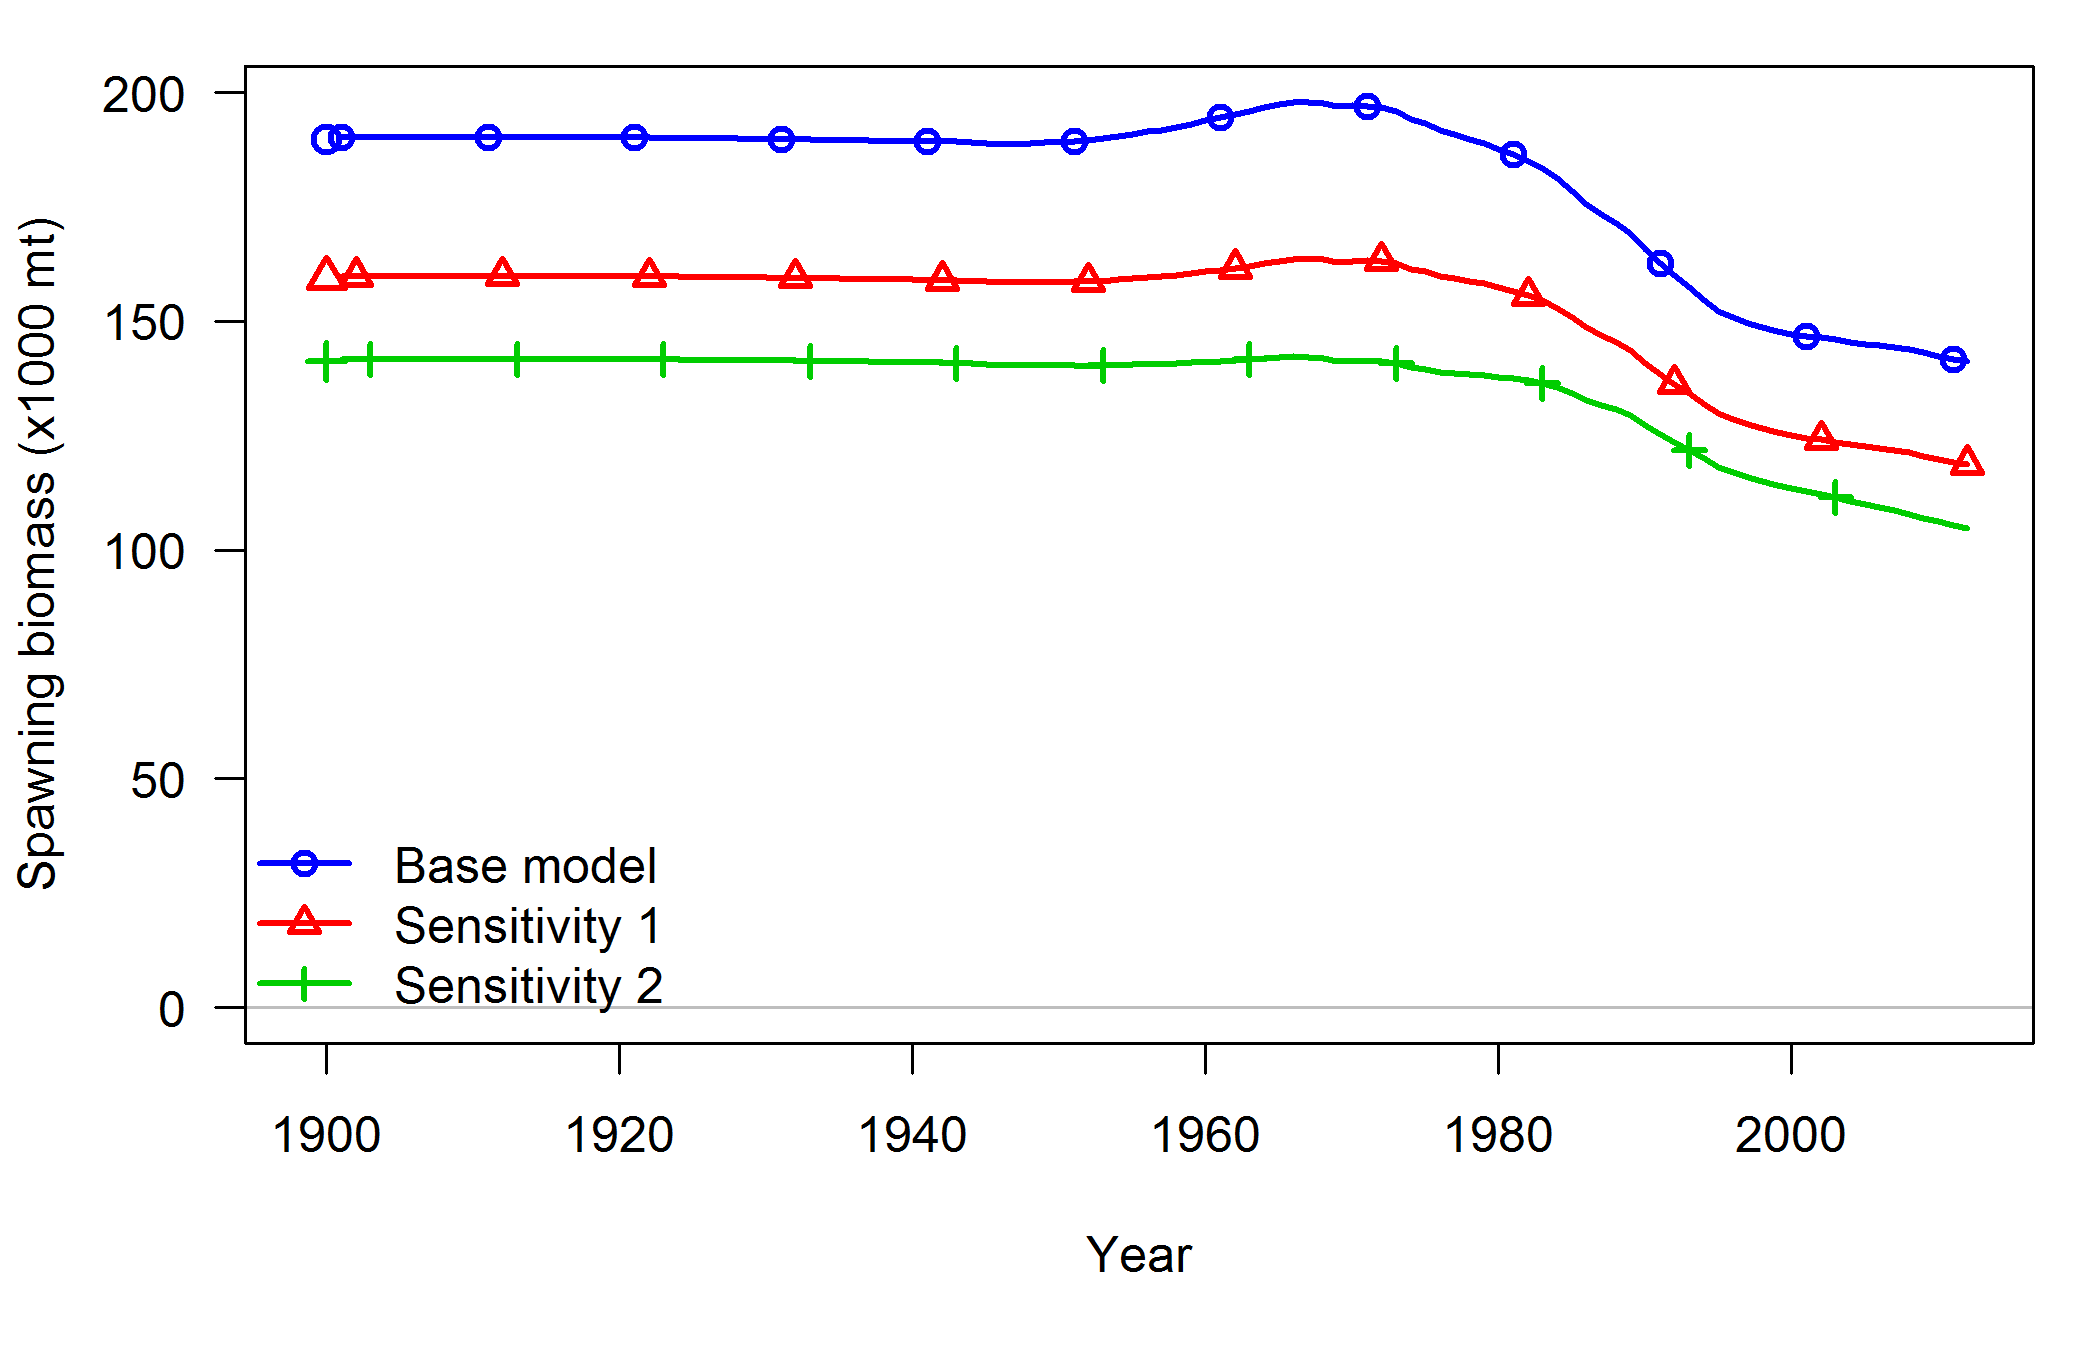 Spawning biomass (x1000 mt)
200
150
100
50
0
Base model
Sensitivity 1
Sensitivity 2
1900 1920 1940 1960 1980 2000
Year